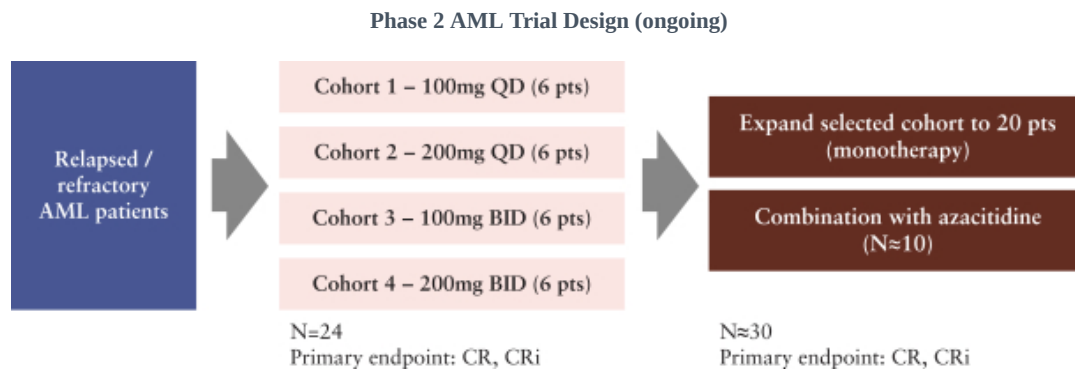 Phase 2 AML Trial Design (ongoing)
Relapsed /
refractory
AML patients
Cohort 1 – 100mg QD (6 pts)
Cohort 2 – 200mg QD (6 pts)
Cohort 3 – 100mg BID (6 pts)
Cohort 4 – 200mg BID (6 pts)
N=24
Primary endpoint: CR, CRi
Expand selected cohort to 20 pts
(monotherapy)
Combination with azacitidine
(N≈10)
N≈30
Primary endpoint: CR, CRi